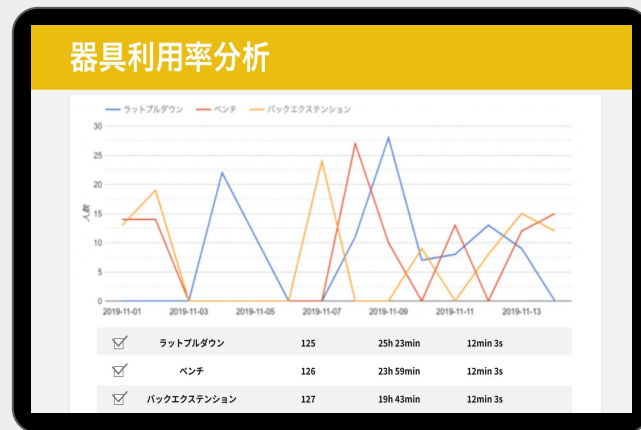 器具利用率分析
ラットプルダウン ベンチ バックエクステンション
30
25
20
15
10
5
0
人数
2019-11-01 2019-11-03 2019-11-05 2019-11-07 2019-11-09 2019-11-11 2019-11-13
ラットプルダウン 125 25h 23min 12min 3s
ベンチ 126 23h 59min 12min 3s
バックエクステンション 127 19h 43min 12min 3s